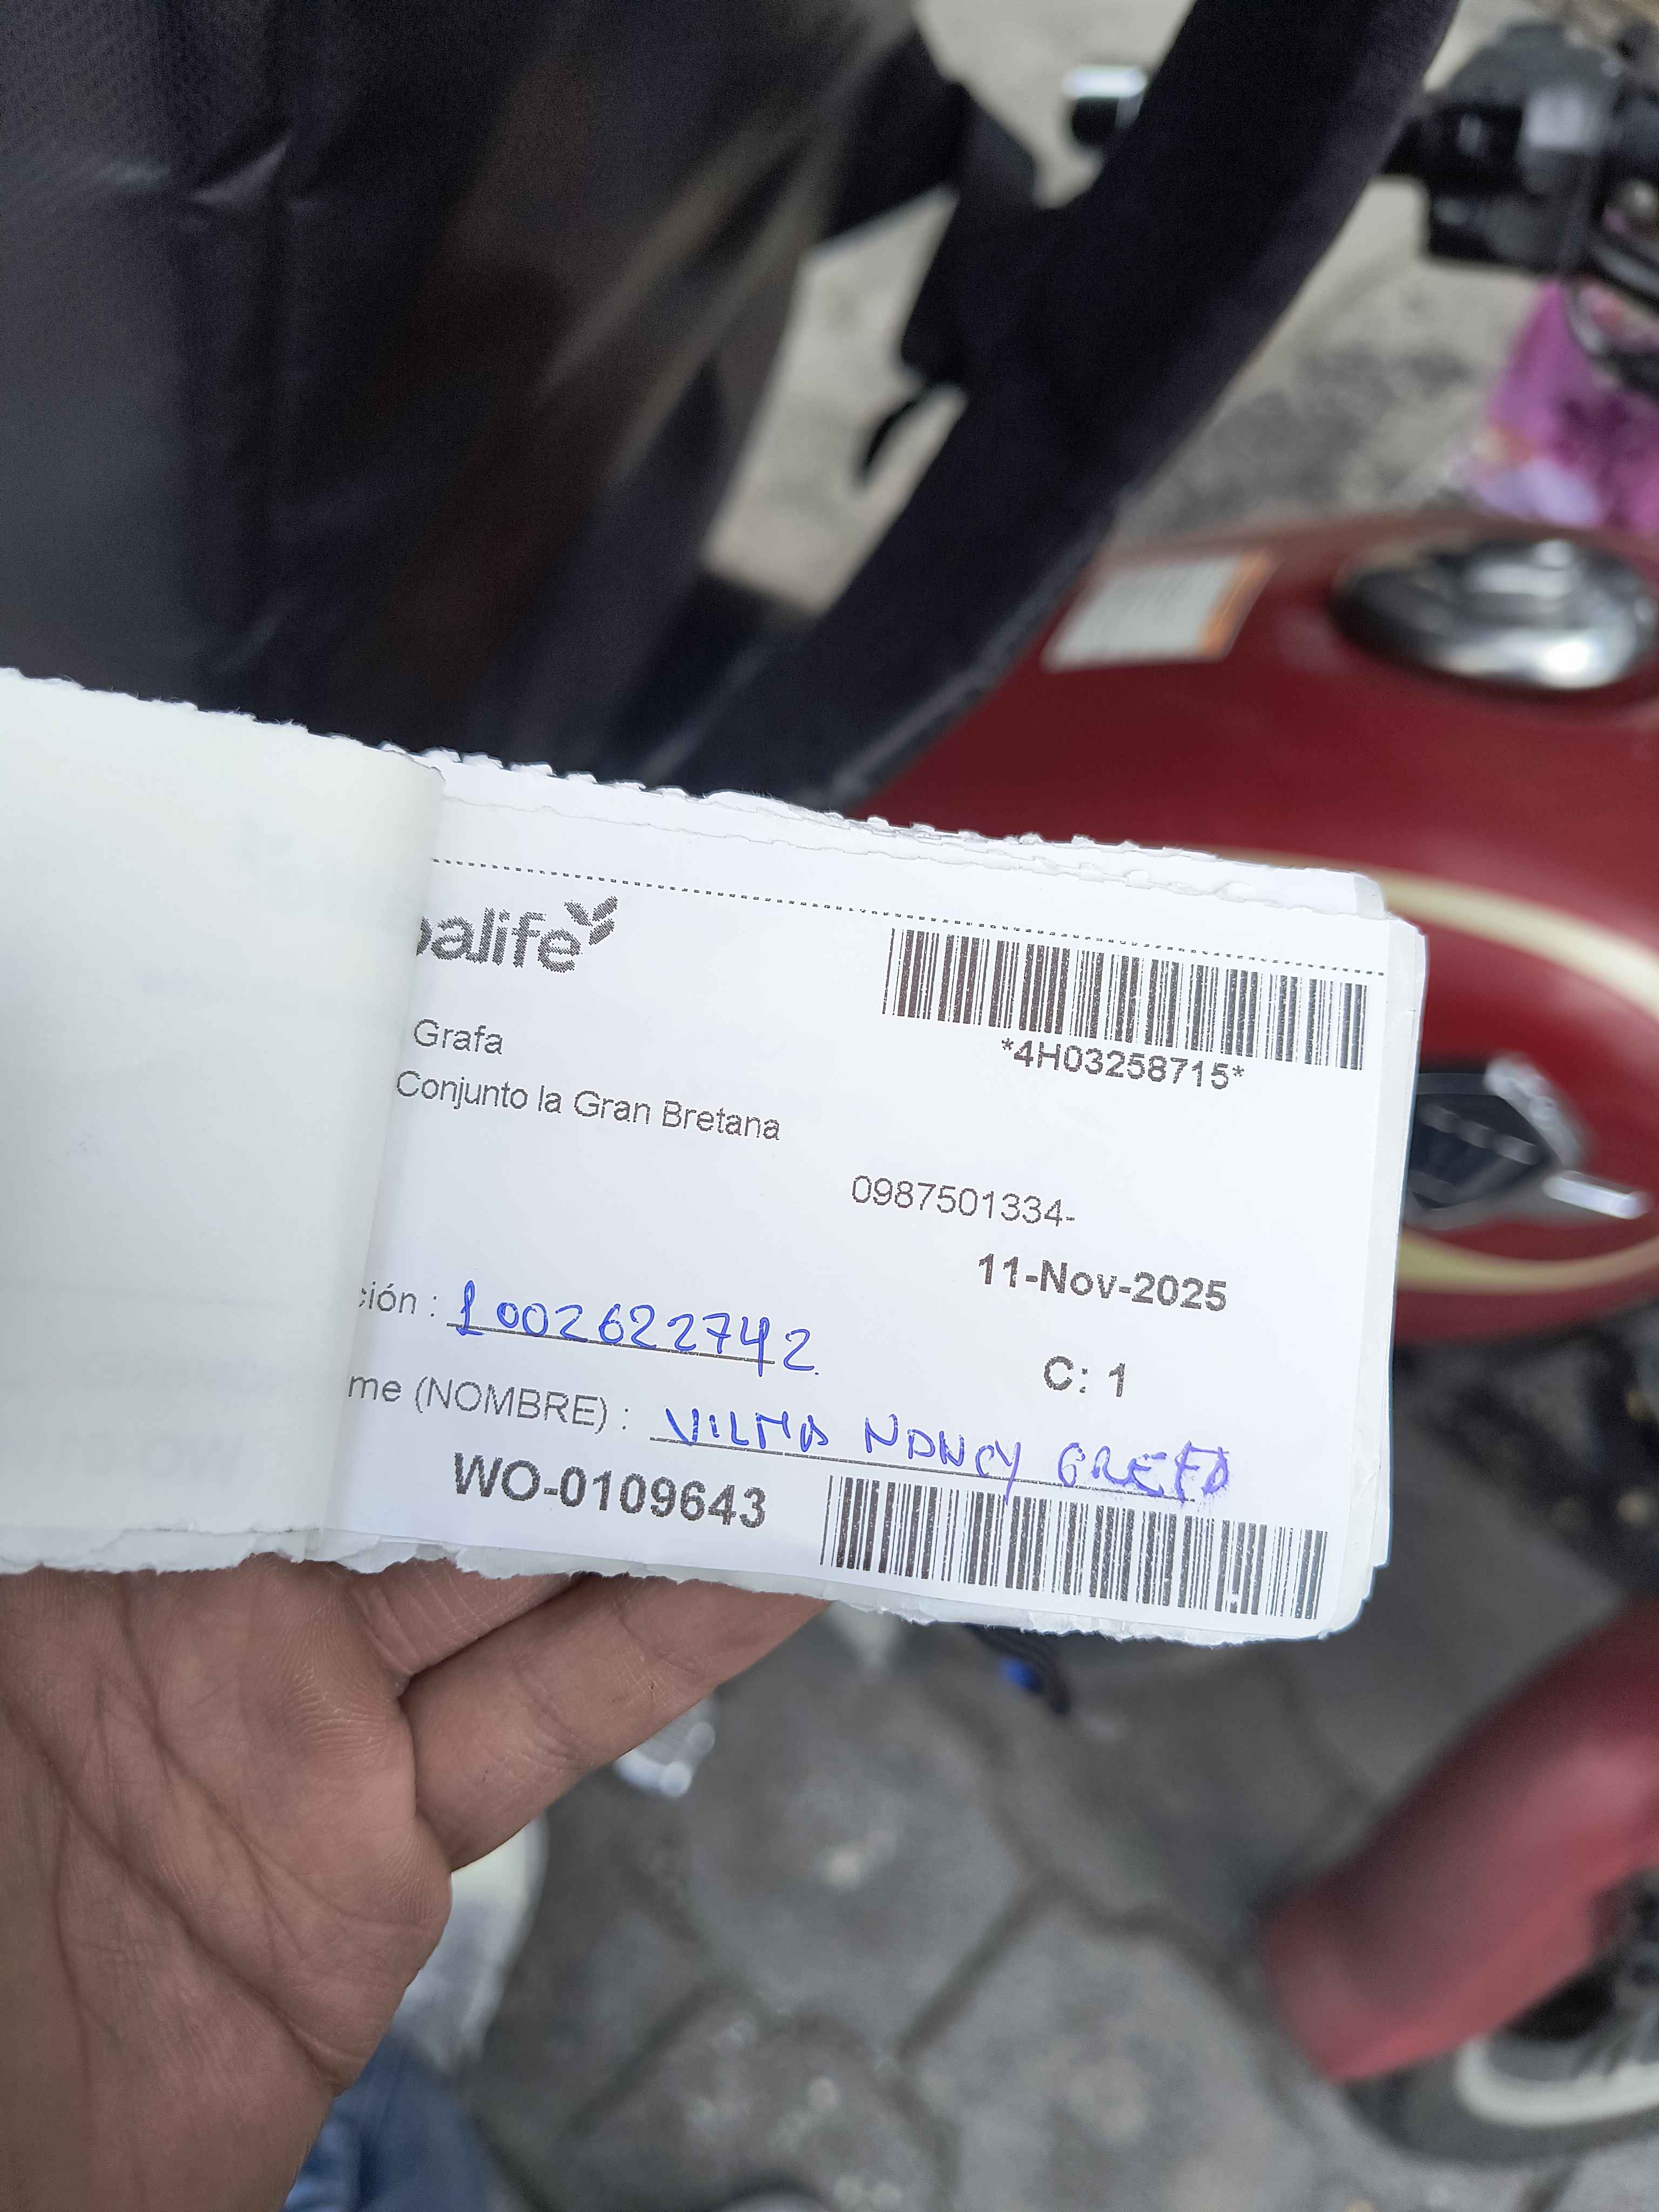 balife
Grafa
*4H03258715*
Conjunto la Gran Bretana
0987501334-
11-Nov-2025
ción : 1002622742
C: 1
me (NOMBRE) : VILMA NANCY GREFA
WO-0109643